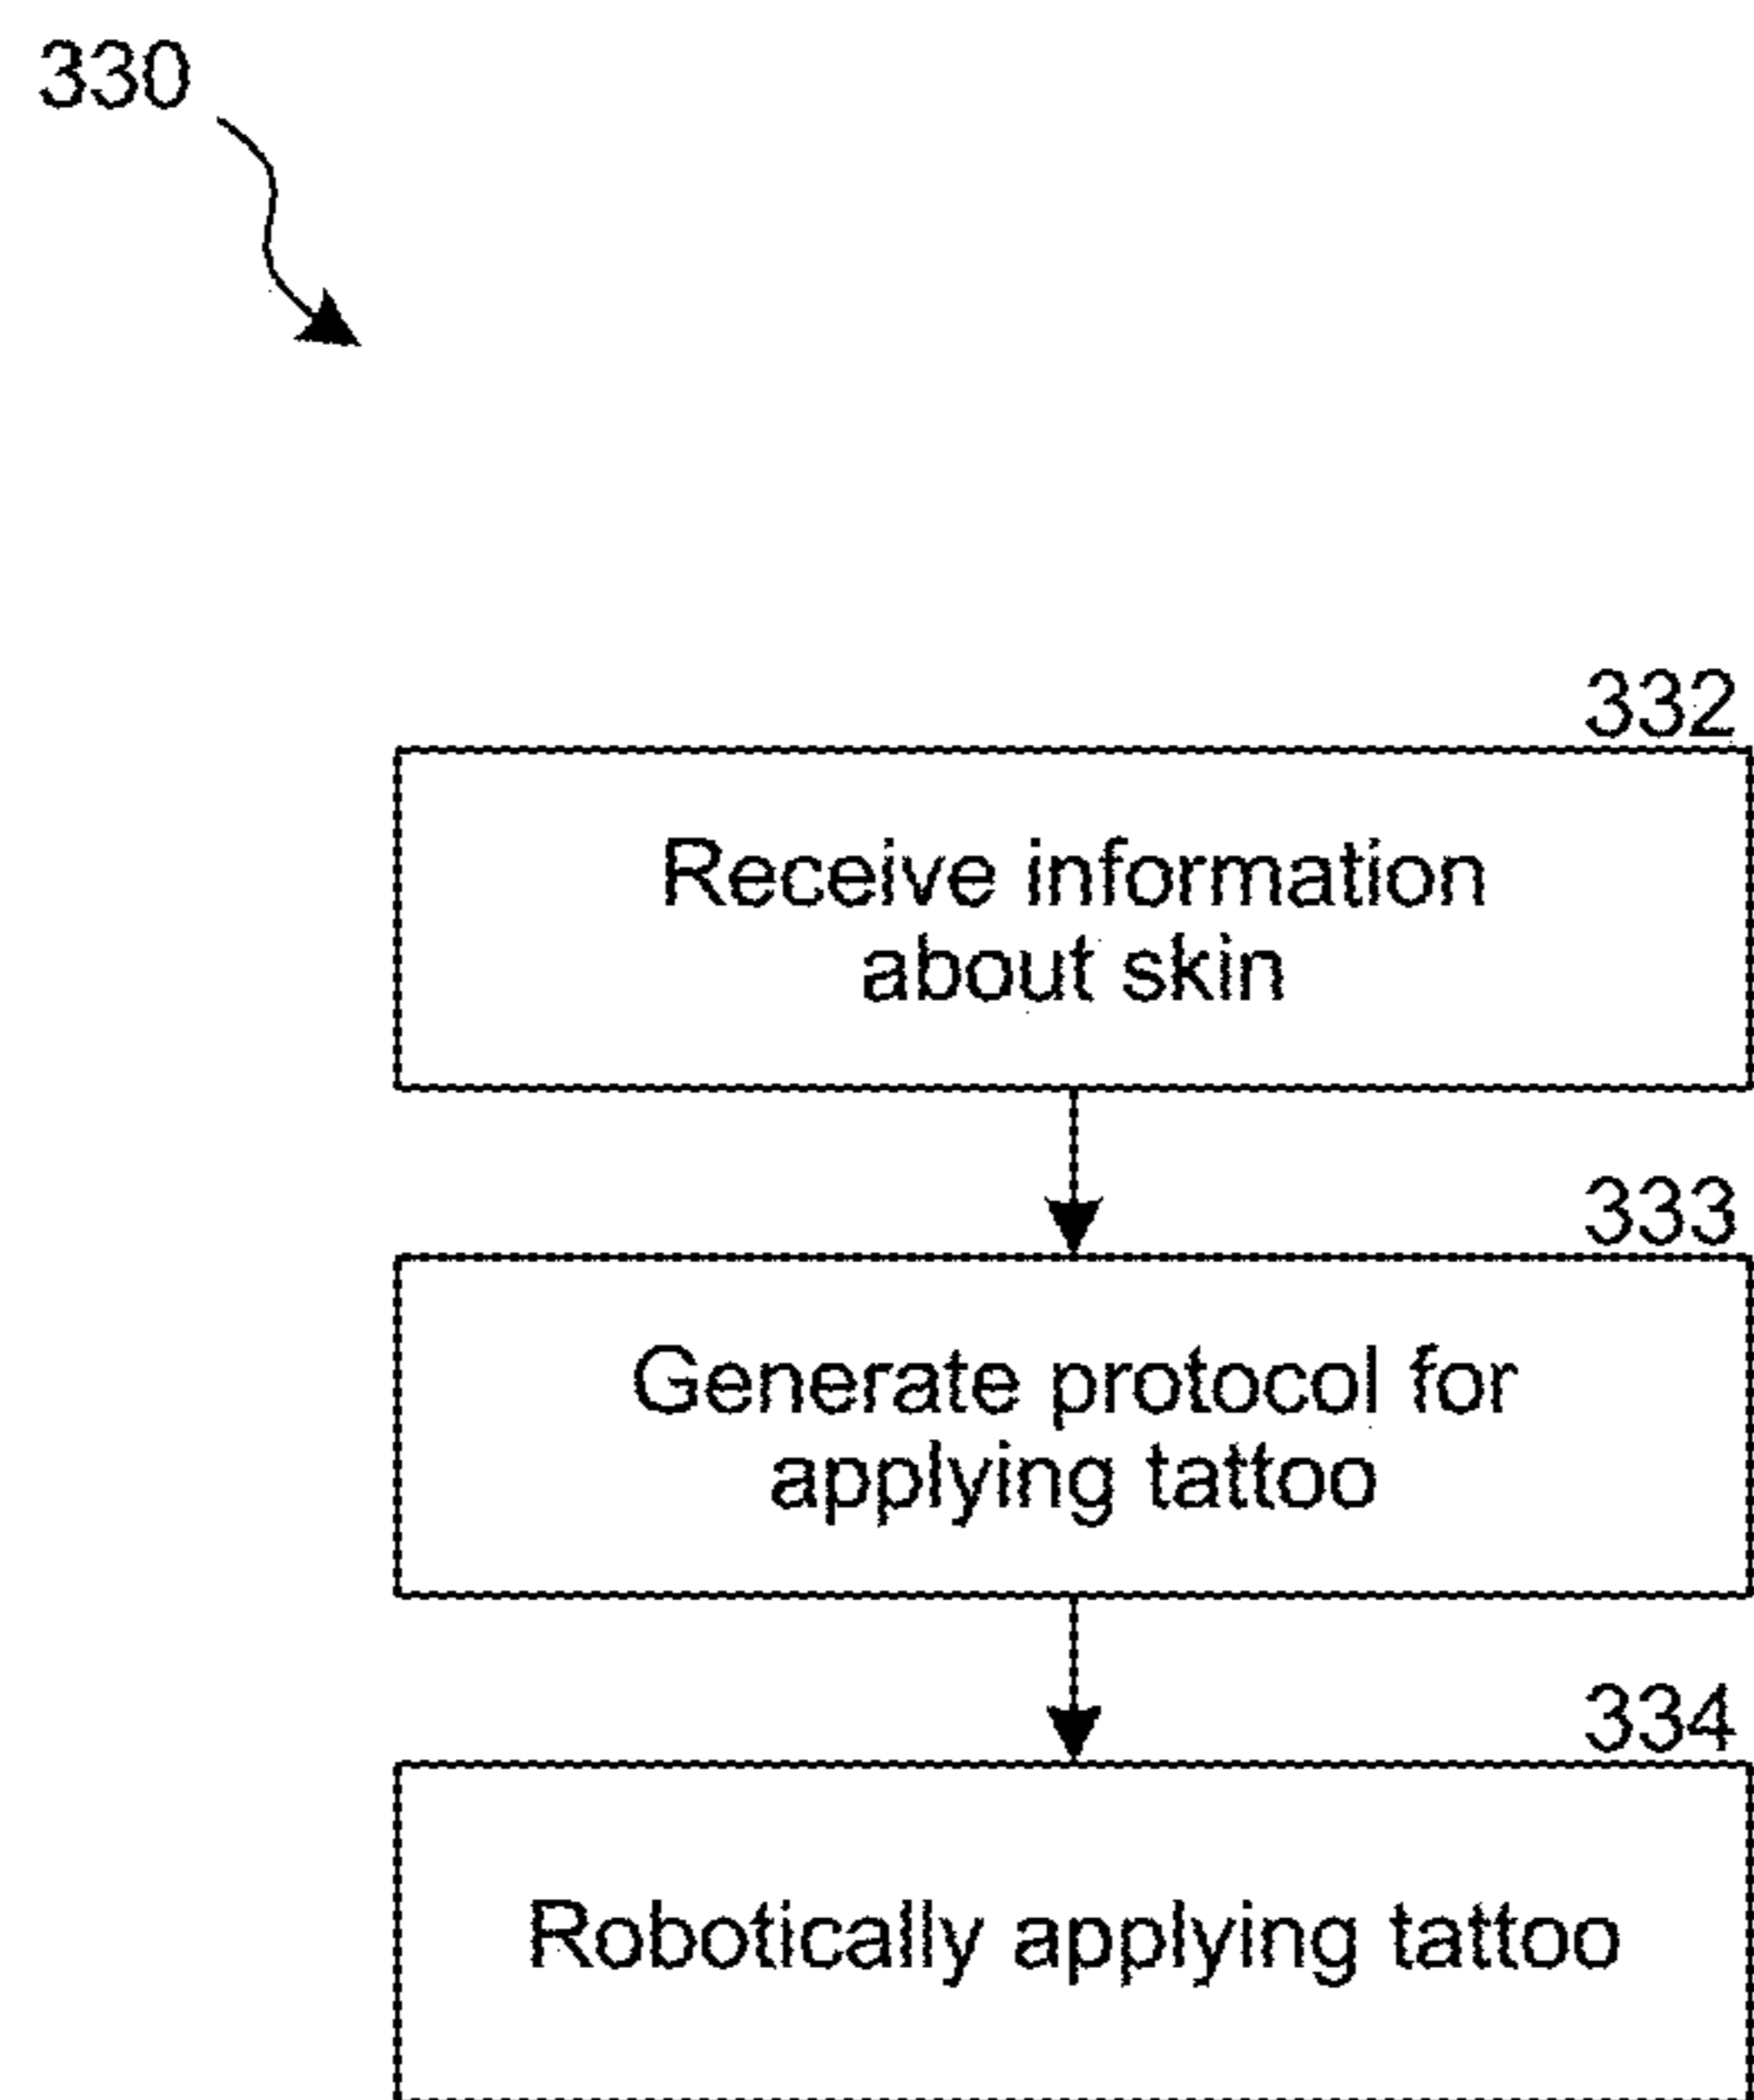 330
332
Receive information
about skin
333
Generate protocol for
applying tattoo
334
Robotically applying tattoo